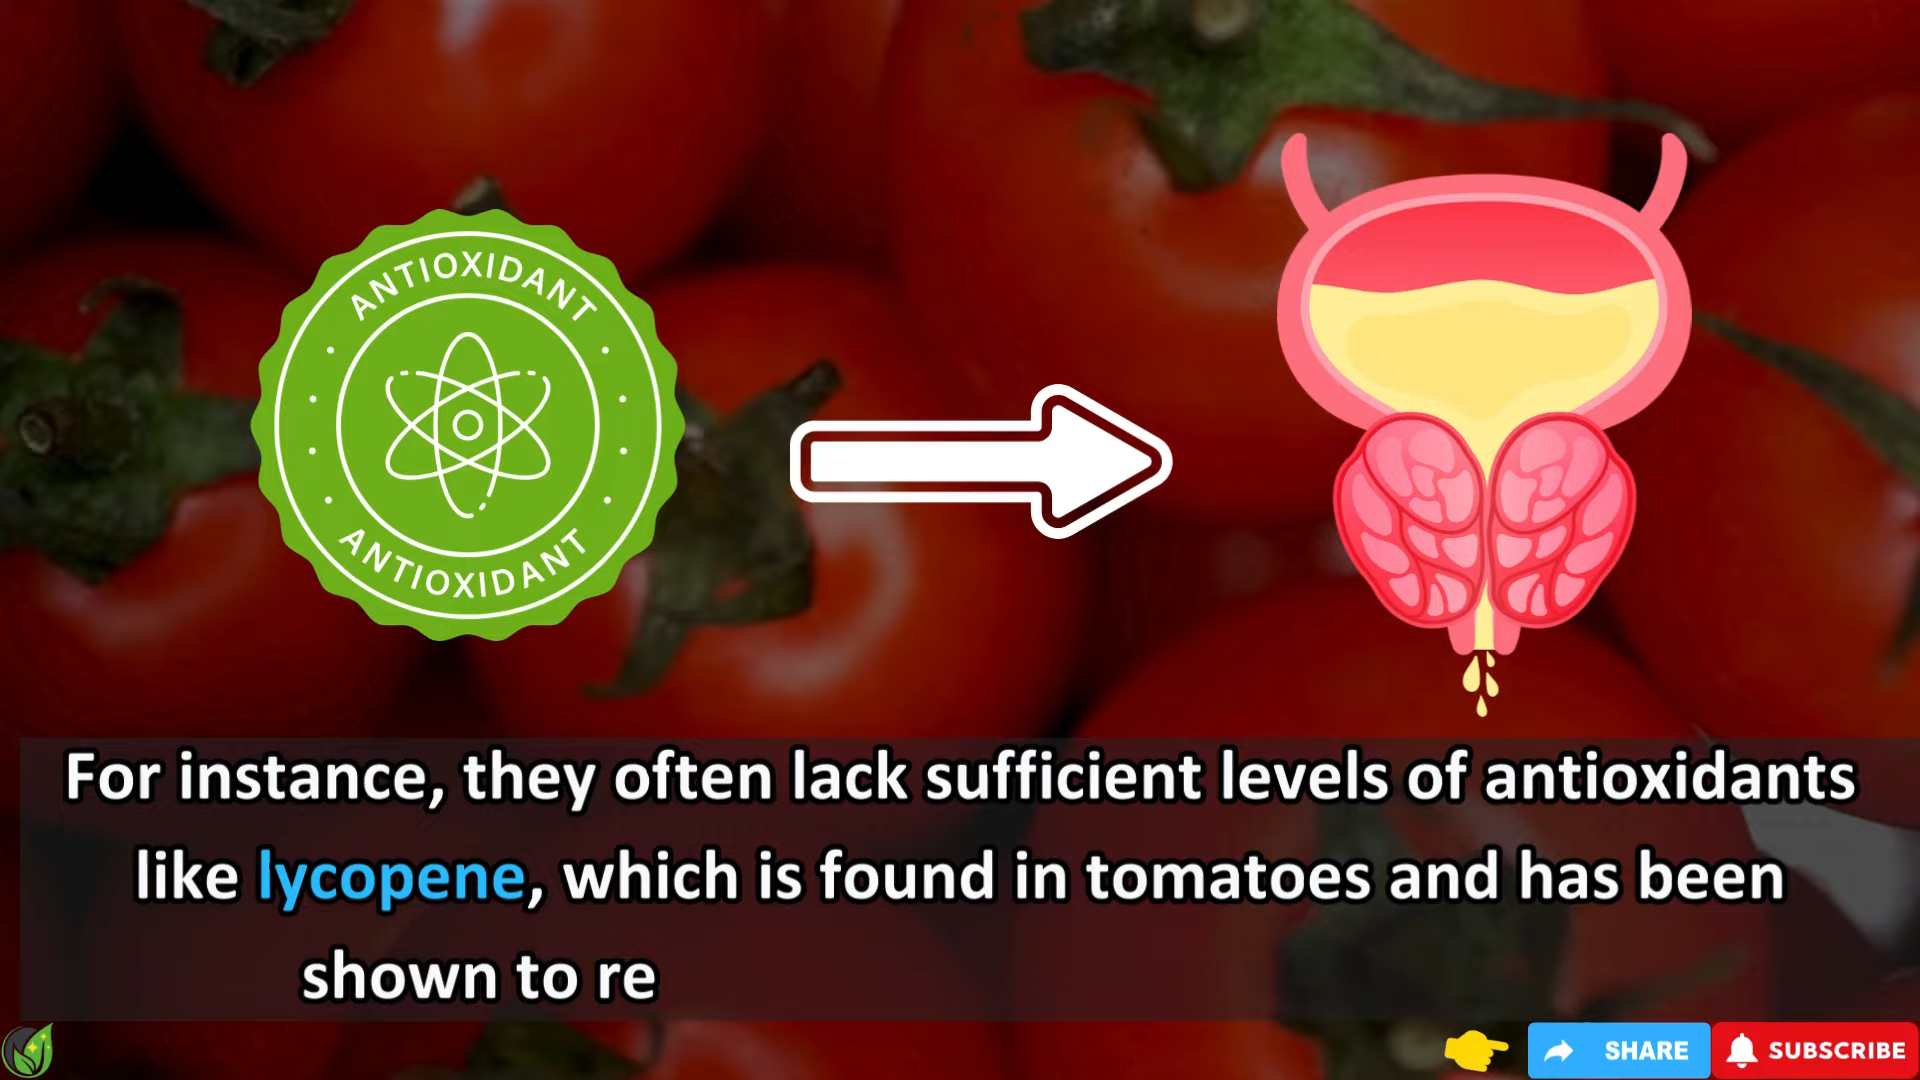 ANTIOXIDANT
ANTIOXIDANT
For instance, they often lack sufficient levels of antioxidants
like lycopene, which is found in tomatoes and has been
shown to re
SHARE
SUBSCRIBE